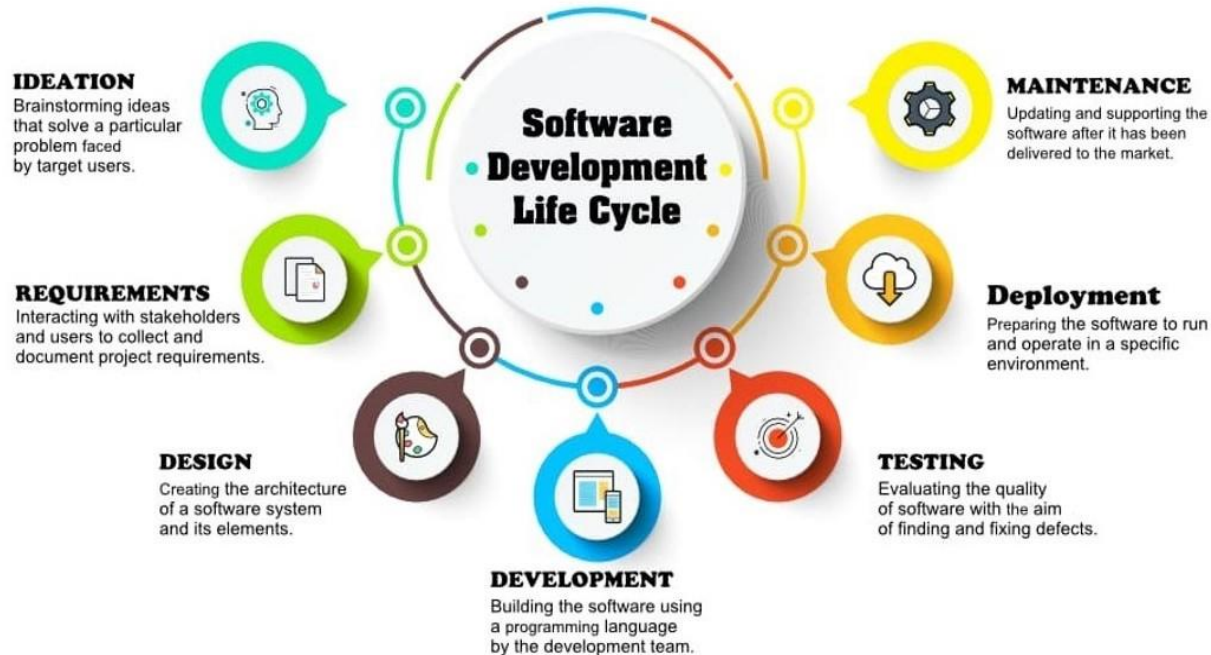 Software
Development
Life Cycle
IDEATION
Brainstorming ideas
that solve a particular
problem faced
by target users.
REQUIREMENTS
Interacting with stakeholders
and users to collect and
document project requirements.
DESIGN
Creating the architecture
of a software system
and its elements.
DEVELOPMENT
Building the software using
a programming language
by the development team.
TESTING
Evaluating the quality
of software with the aim
of finding and fixing defects.
Deployment
Preparing the software to run
and operate in a specific
environment.
MAINTENANCE
Updating and supporting the
software after it has been
delivered to the market.